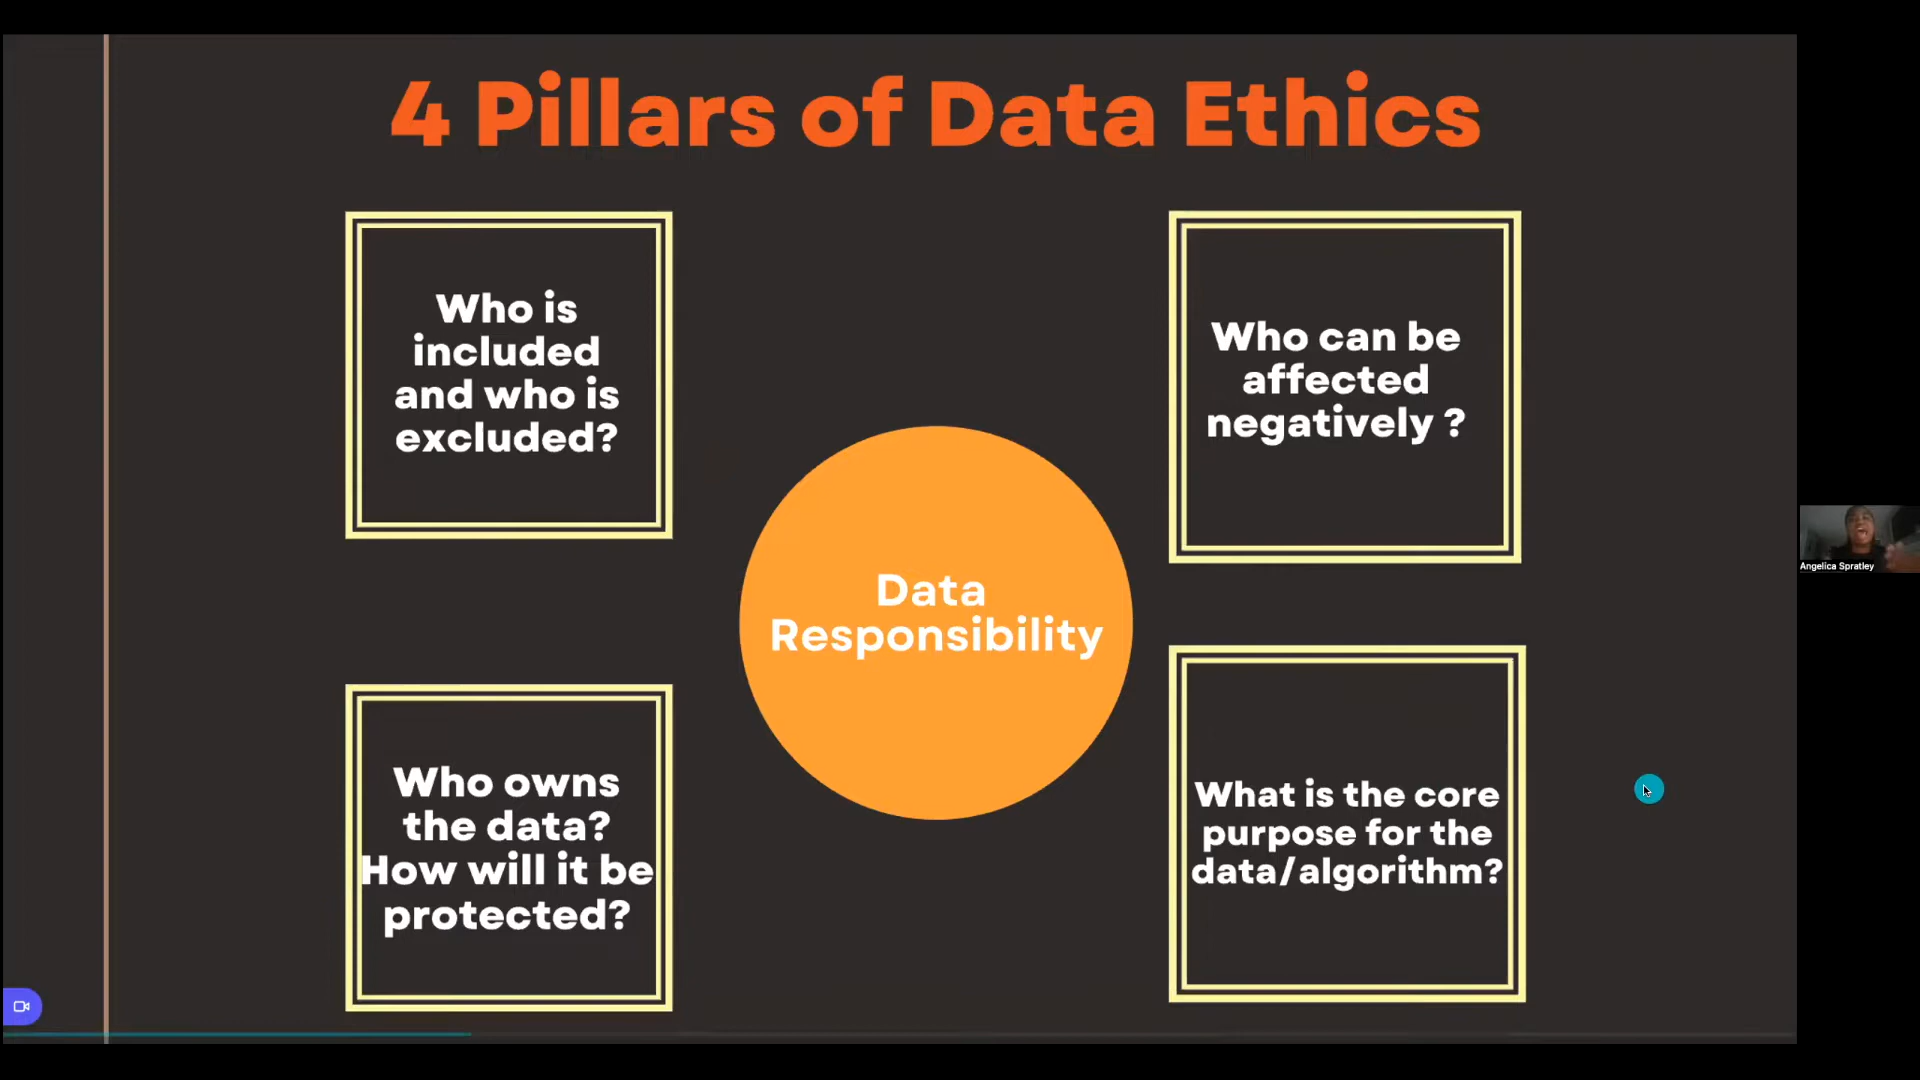 4 Pillars of Data Ethics
Who is
included
and who is
excluded?
Who can be
affected
negatively ?
Data
Responsibility
Who owns
the data?
How will it be
protected?
What is the core
purpose for the
data/algorithm?
Angelica Spratley